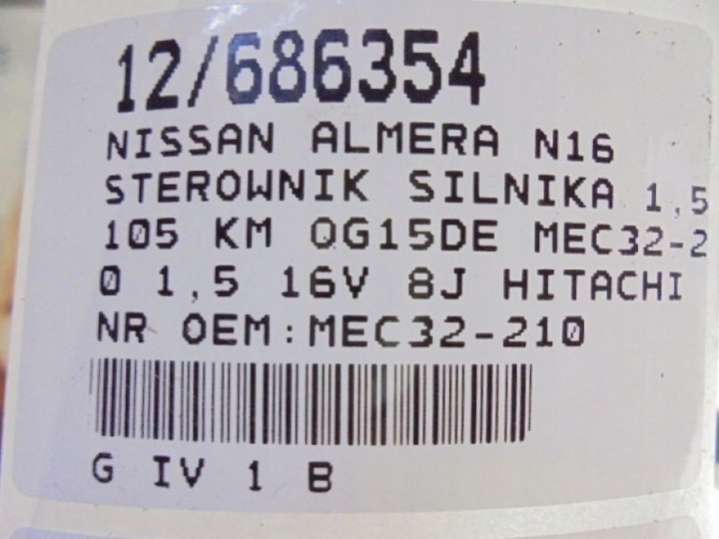 12/686354
NISSAN ALMERA N16
STEROWNIK SILNIKA 1,5
105 KM QG15DE MEC32-2
0 1,5 16V 8J HITACHI
NR OEM:MEC32-210
G IV 1 B